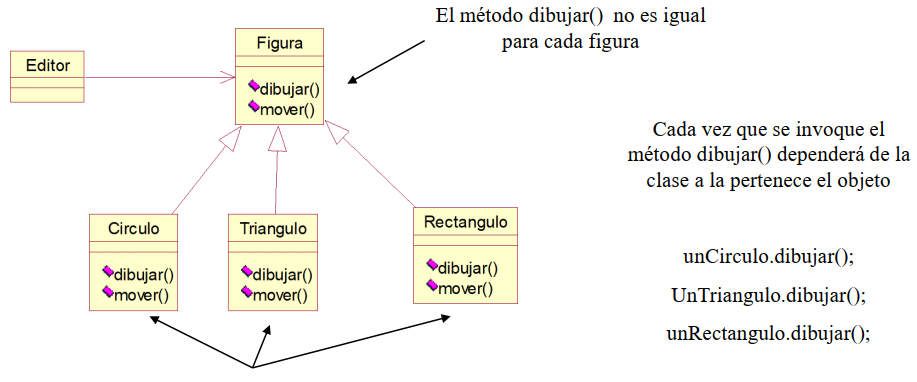 El método dibujar() no es igual
para cada figura
Figura
dibujar()
mover()
Editor
Cada vez que se invoque el
método dibujar() dependerá de la
clase a la pertenece el objeto
Circulo
dibujar()
mover()
Triangulo
dibujar()
mover()
Rectangulo
dibujar()
mover()
unCirculo.dibujar();
UnTriangulo.dibujar();
unRectangulo.dibujar();